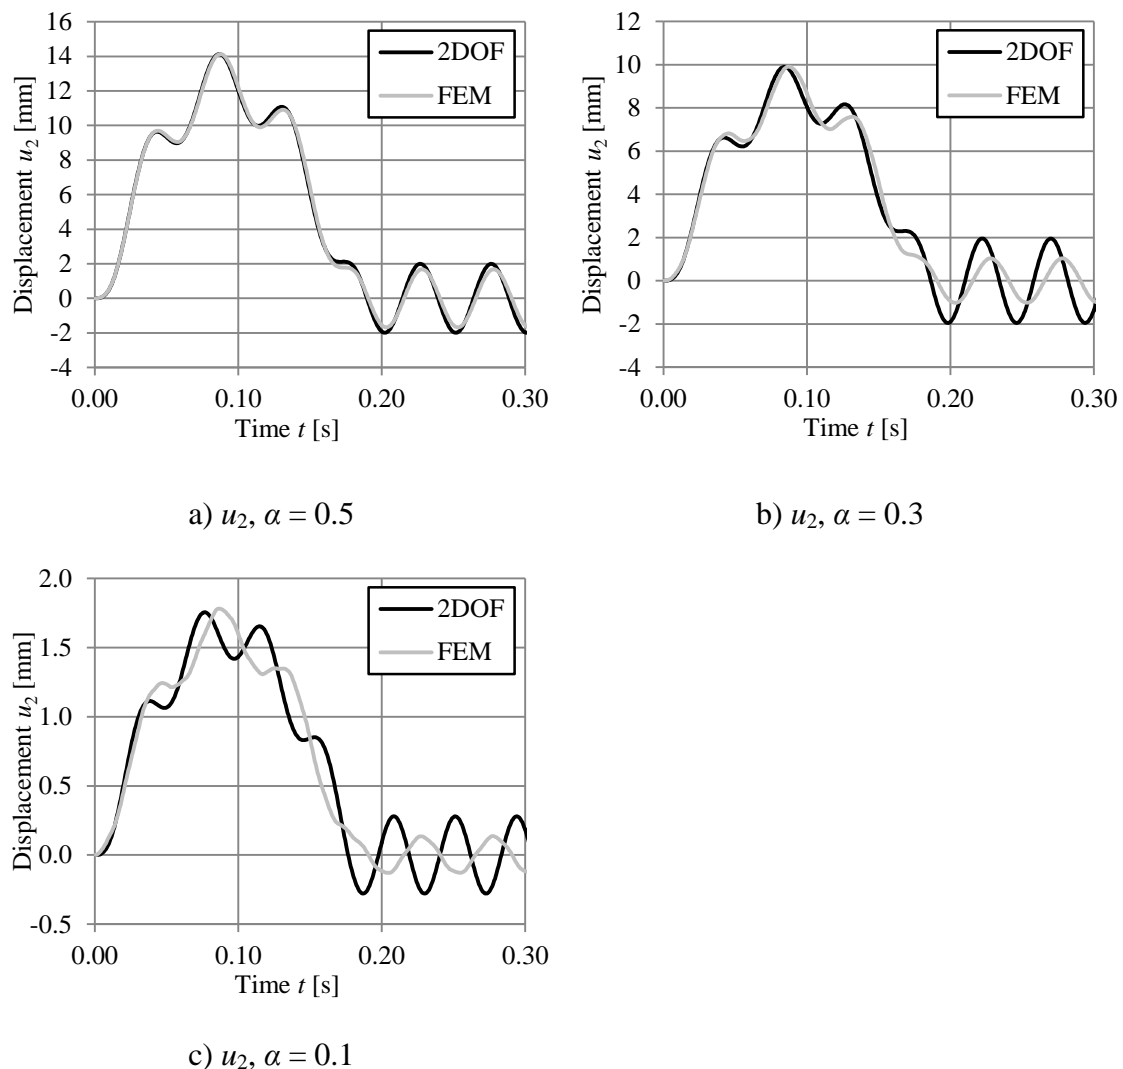 16
14
12
10
8
6
4
2
0
-2
-4
Displacement u2 [mm]
2DOF
FEM
0.00 0.10 0.20 0.30
Time t [s]
a) u2, α = 0.5
12
10
8
6
4
2
0
-2
-4
Displacement u2 [mm]
2DOF
FEM
0.00 0.10 0.20 0.30
Time t [s]
b) u2, α = 0.3
2.0
1.5
1.0
0.5
0.0
-0.5
Displacement u2 [mm]
2DOF
FEM
0.00 0.10 0.20 0.30
Time t [s]
c) u2, α = 0.1